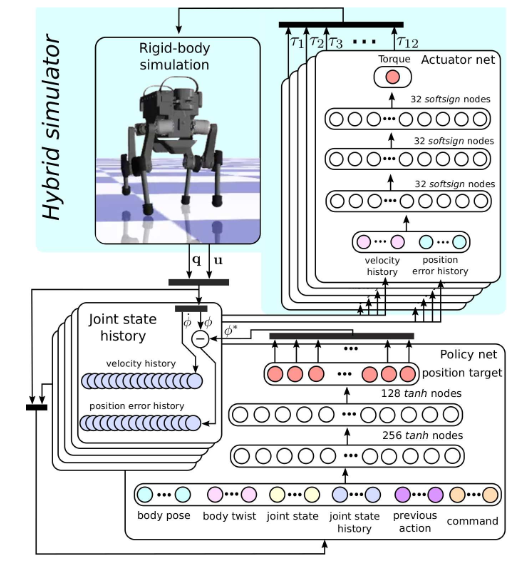 Hybrid simulator
Rigid-body
simulation
τ1 τ2 τ3 ••• τ12
Actuator net
Torque
32 softsign nodes
32 softsign nodes
32 softsign nodes
velocity
history
position
error history
q u
Joint state
history
ϕ̇ ϕ
−
ϕ*
velocity history
position error history
Policy net
position target
128 tanh nodes
256 tanh nodes
body pose
body twist
joint state
joint state
history
previous
action
command